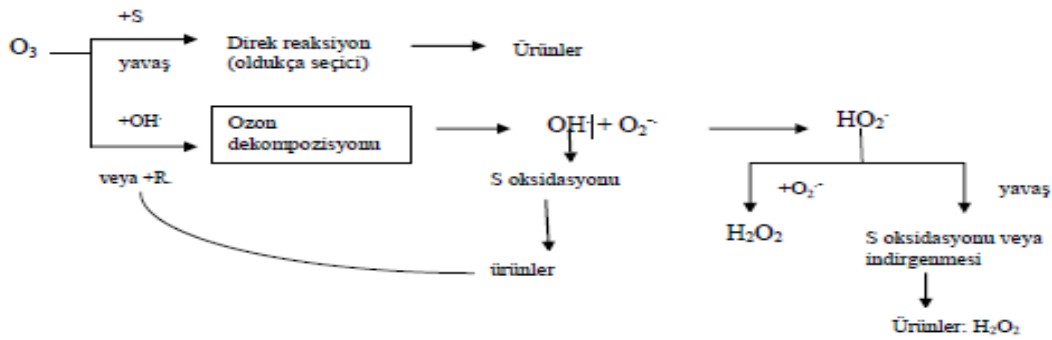 +S
O₃
yavaş
Direk reaksiyon
(oldukça seçici)
Ürünler
+OH·
veya +R.
Ozon
dekompozisyonu
OH·| + O₂⁻·
S oksidasyonu
ürünler
HO₂·
+O₂·⁻
yavaş
H₂O₂
S oksidasyonu veya
indirgenmesi
Ürünler: H₂O₂